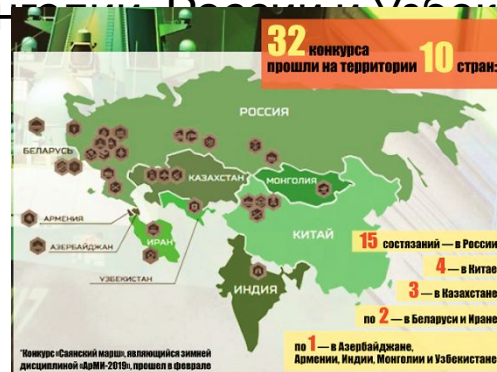 России и Узбе
32 конкурса
прошли на территории 10 стран:
РОССИЯ
БЕЛАРУСЬ
КАЗАХСТАН
МОНГОЛИЯ
АРМЕНИЯ
АЗЕРБАЙДЖАН
ИРАН
КИТАЙ
УЗБЕКИСТАН
ИНДИЯ
15 состязаний — в России
4 — в Китае
3 — в Казахстане
по 2 — в Беларуси и Иране
по 1 — в Азербайджане,
Армении, Индии, Монголии и Узбекистане
*Конкурс «Саянский марш», являющийся зимней
дисциплиной «АрМИ-2019», прошел в феврале